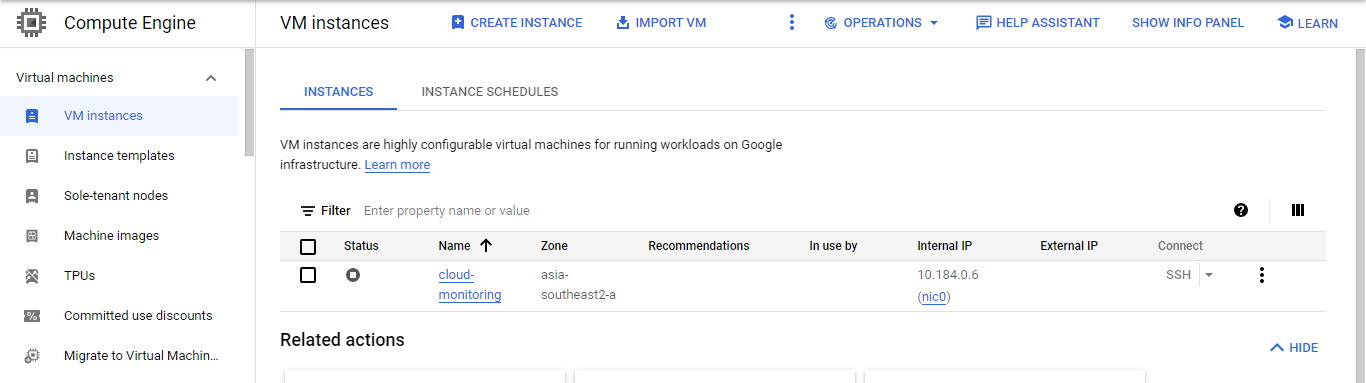 Compute Engine
VM instances
CREATE INSTANCE
IMPORT VM
OPERATIONS
HELP ASSISTANT
SHOW INFO PANEL
LEARN
Virtual machines
VM instances
Instance templates
Sole-tenant nodes
Machine images
TPUs
Committed use discounts
Migrate to Virtual Machin...
INSTANCES
INSTANCE SCHEDULES
VM instances are highly configurable virtual machines for running workloads on Google
infrastructure. Learn more
Filter Enter property name or value
Status Name Zone Recommendations In use by Internal IP External IP Connect
cloud- asia- 10.184.0.6 SSH
monitoring southeast2-a (nic0)
Related actions
HIDE